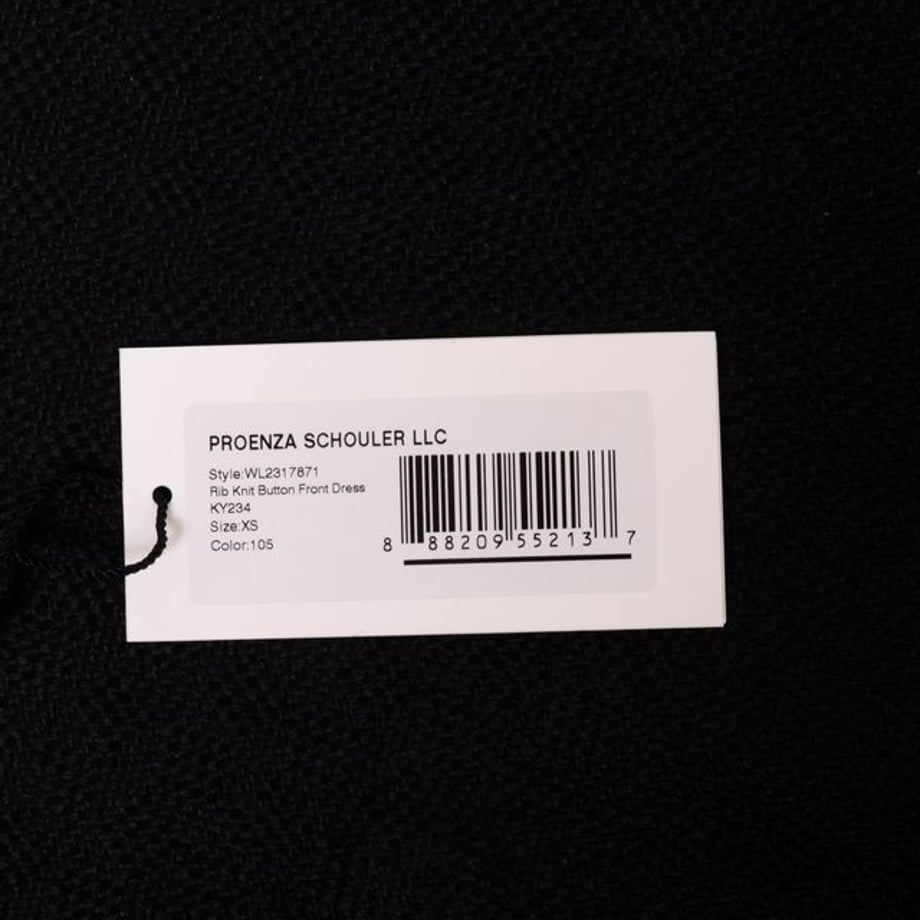 PROENZA SCHOULER LLC
Style:WL2317871
Rib Knit Button Front Dress
KY234
Size:XS
Color:105
8 88209 55213 7